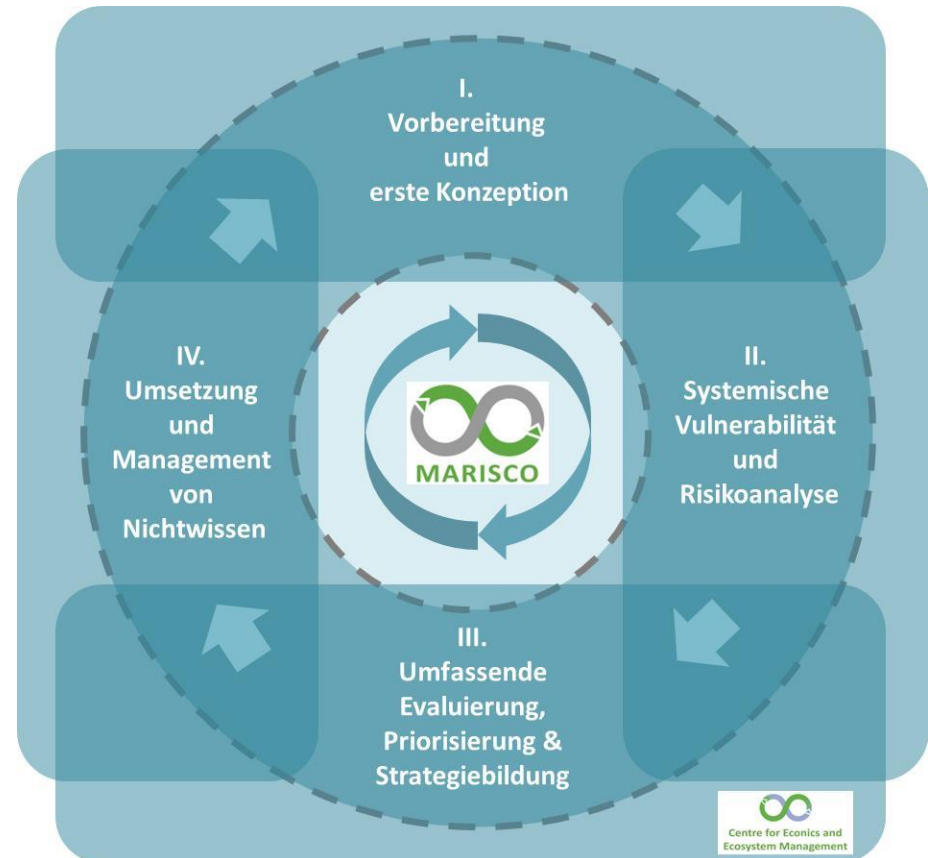 I.
Vorbereitung
und
erste Konzeption
II.
Systemische
Vulnerabilität
und
Risikoanalyse
III.
Umfassende
Evaluierung,
Priorisierung &
Strategiebildung
IV.
Umsetzung
und
Management
von
Nichtwissen
MARISCO
Centre for Econics and
Ecosystem Management